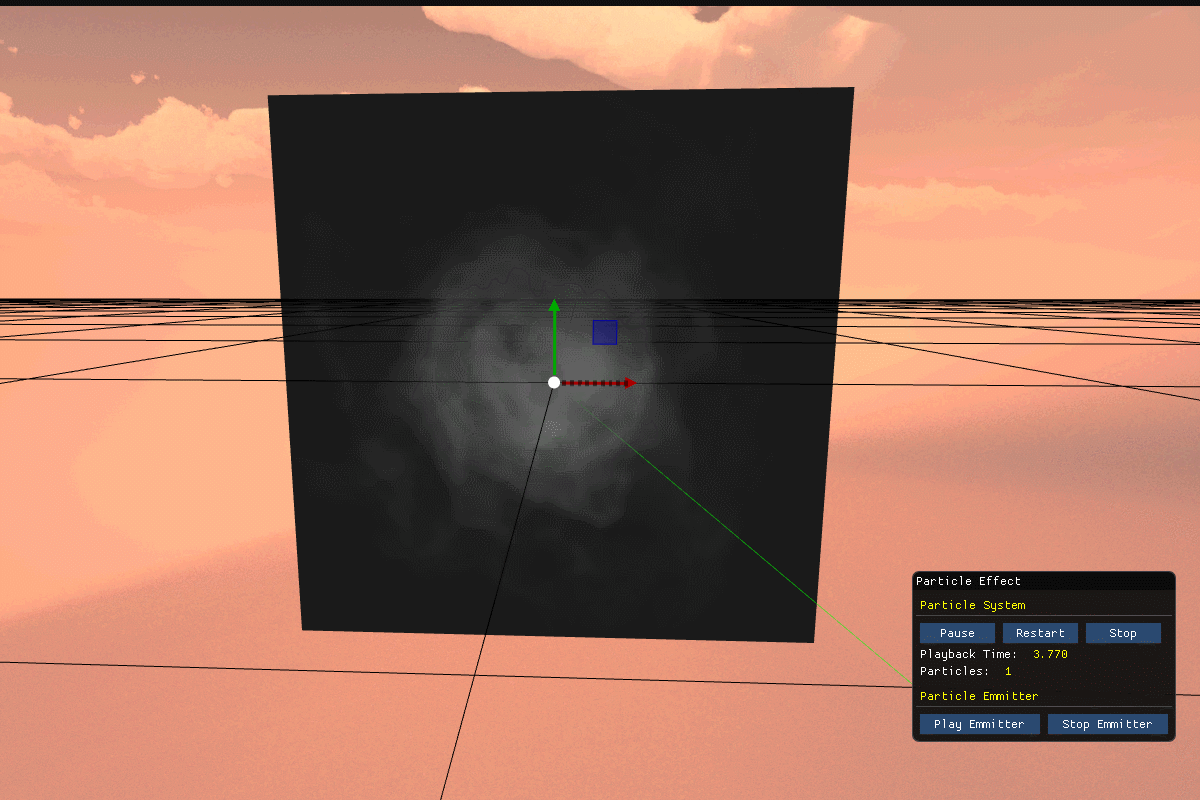 Particle Effect
Particle System
Pause Restart Stop
Playback Time: 3.770
Particles: 1
Particle Emmitter
Play Emmitter Stop Emmitter